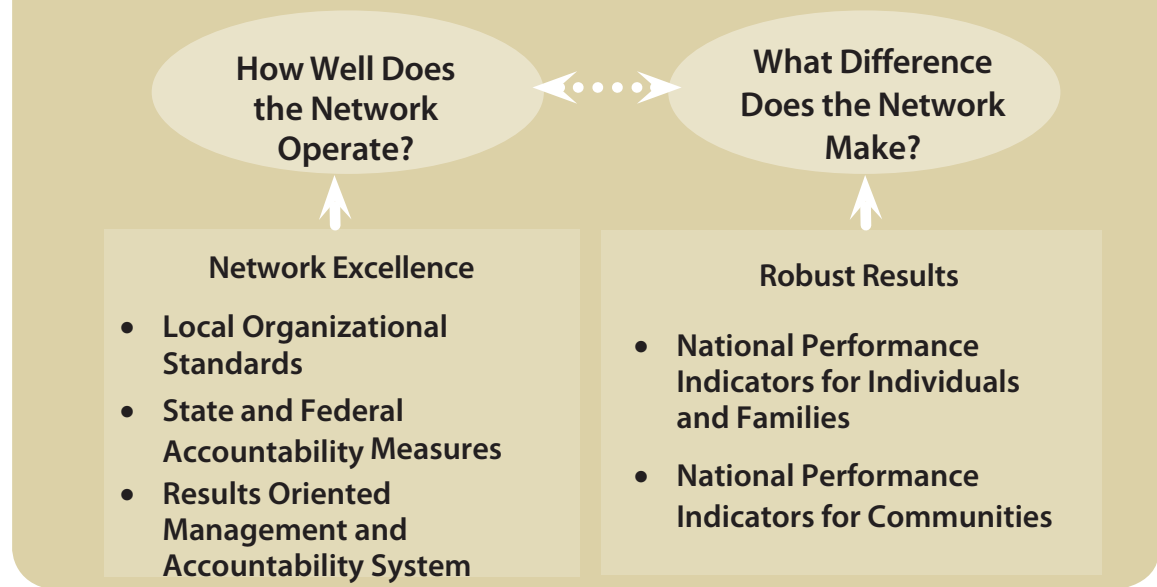 How Well Does
the Network
Operate?
What Difference
Does the Network
Make?
Network Excellence
• Local Organizational
Standards
• State and Federal
Accountability Measures
• Results Oriented
Management and
Accountability System
Robust Results
• National Performance
Indicators for Individuals
and Families
• National Performance
Indicators for Communities